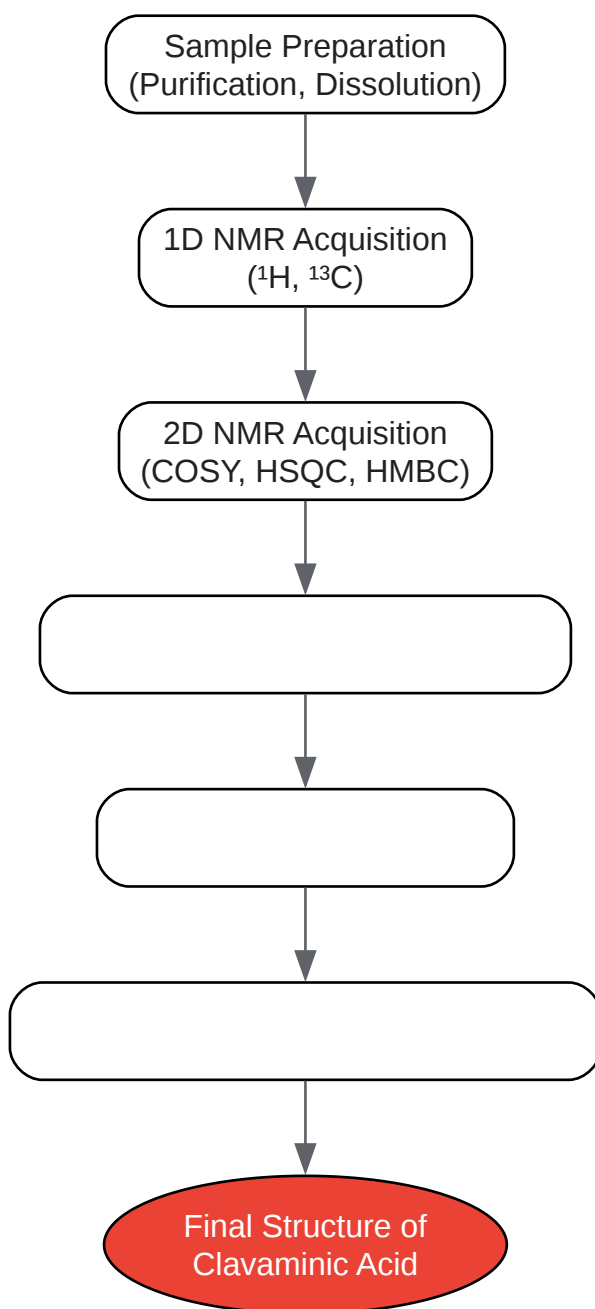 Sample Preparation
(Purification, Dissolution)
1D NMR Acquisition
(¹H, ¹³C)
2D NMR Acquisition
(COSY, HSQC, HMBC)
Final Structure of
Clavaminic Acid